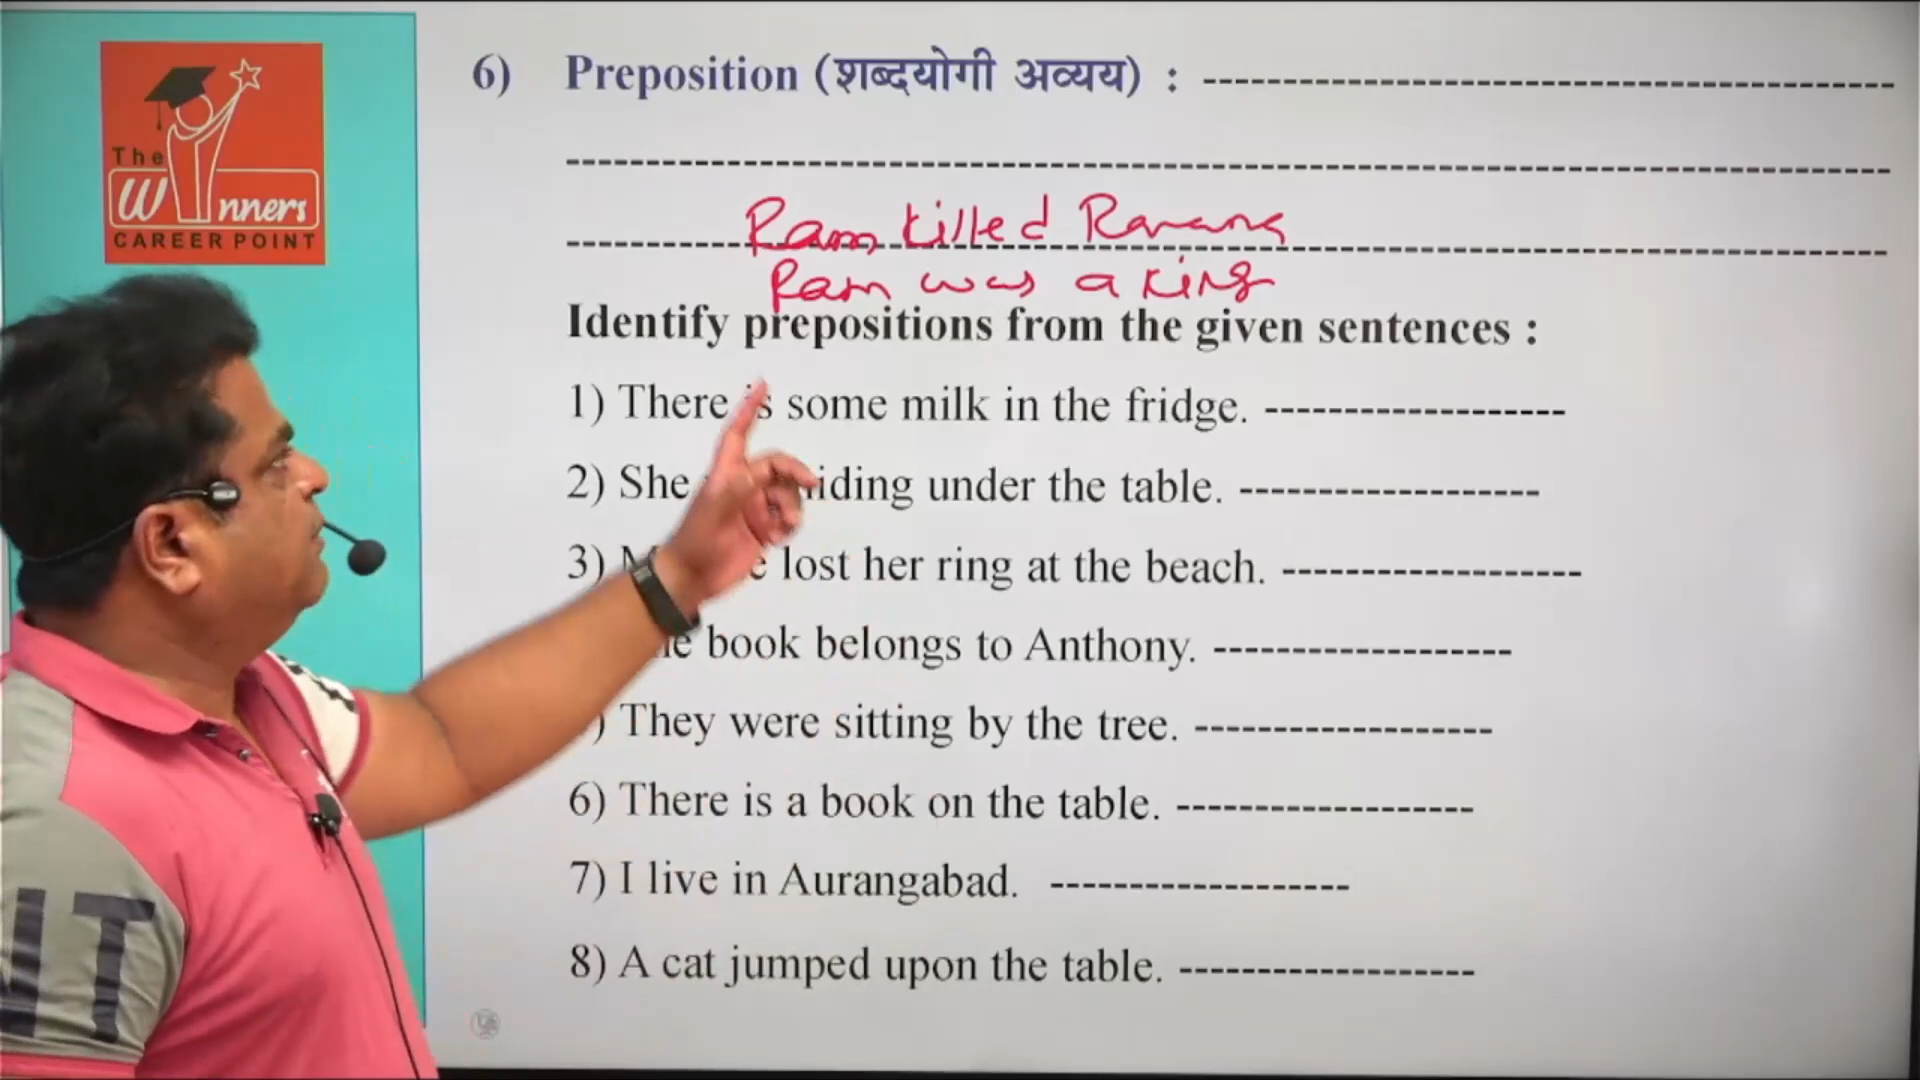 The
Winners
CAREER POINT
6) Preposition (शब्दयोगी अव्यय) : ---------------------------------------------
Ram killed Ravana
Ram was a king
Identify prepositions from the given sentences :
1) There is some milk in the fridge. -------------------
2) She hiding under the table. -------------------
3) lost her ring at the beach. -------------------
book belongs to Anthony. -------------------
) They were sitting by the tree. -------------------
6) There is a book on the table. -------------------
7) I live in Aurangabad. -------------------
8) A cat jumped upon the table. -------------------
NT